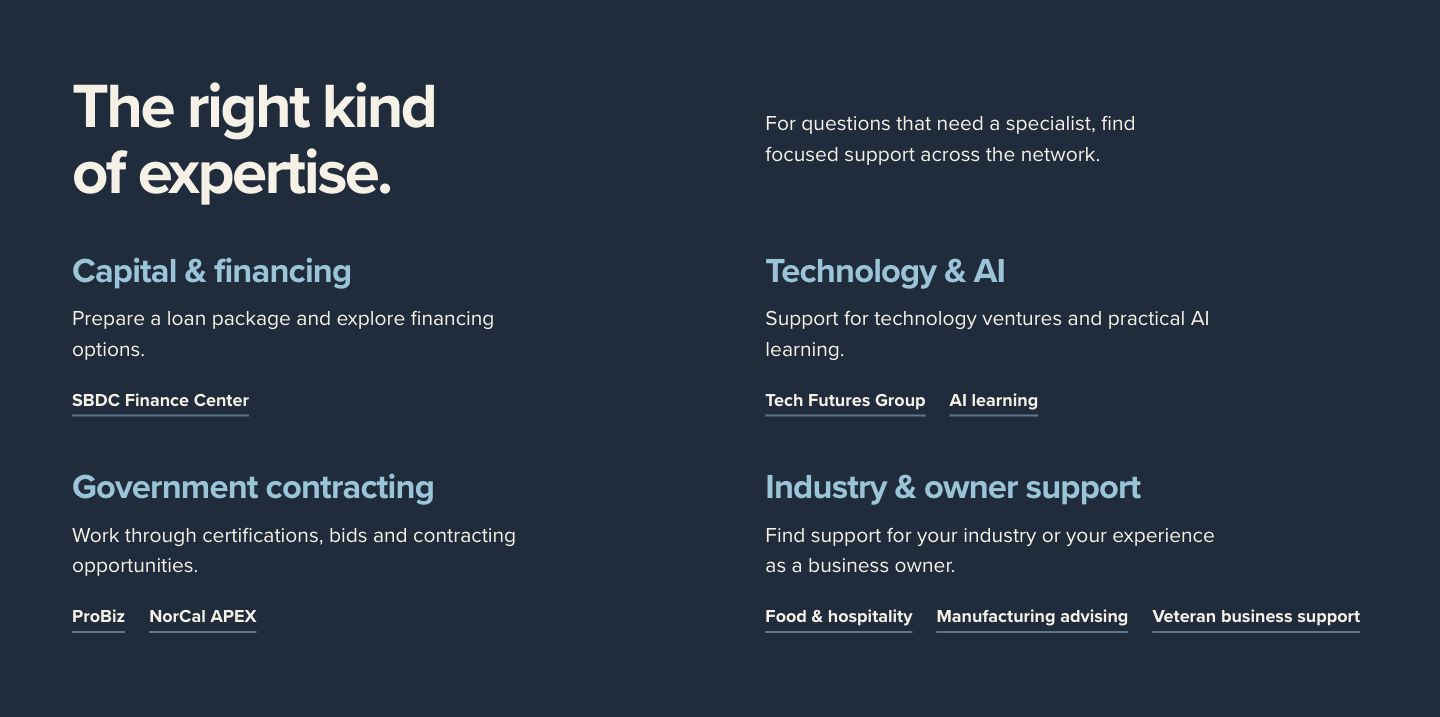 The right kind
of expertise.
For questions that need a specialist, find
focused support across the network.
Capital & financing
Prepare a loan package and explore financing
options.
SBDC Finance Center
Technology & AI
Support for technology ventures and practical AI
learning.
Tech Futures Group AI learning
Government contracting
Work through certifications, bids and contracting
opportunities.
ProBiz NorCal APEX
Industry & owner support
Find support for your industry or your experience
as a business owner.
Food & hospitality Manufacturing advising Veteran business support